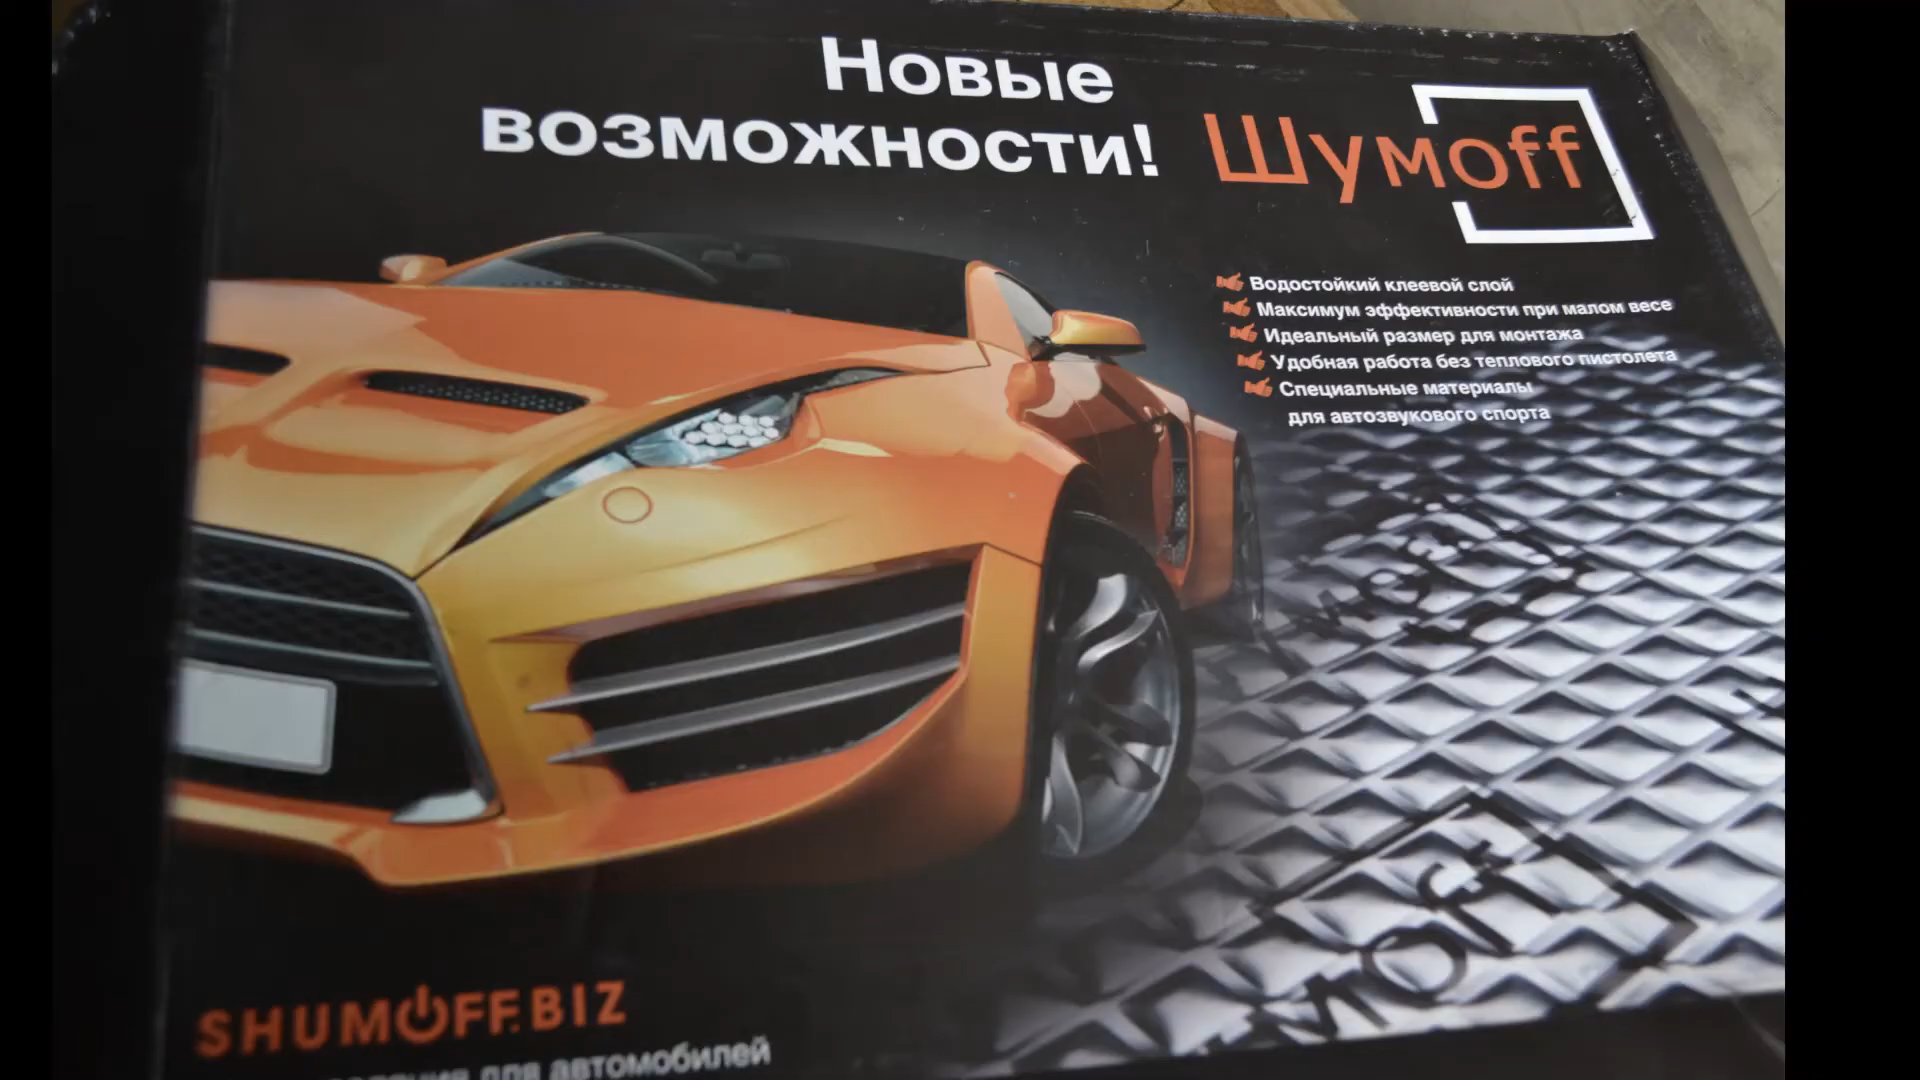 Новые
возможности!
Шумoff
Водостойкий клеевой слой
Максимум эффективности при малом весе
Идеальный размер для монтажа
Удобная работа без теплового пистолета
Специальные материалы
для автозвукового спорта
SHUMOFF.BIZ
для автомобилей